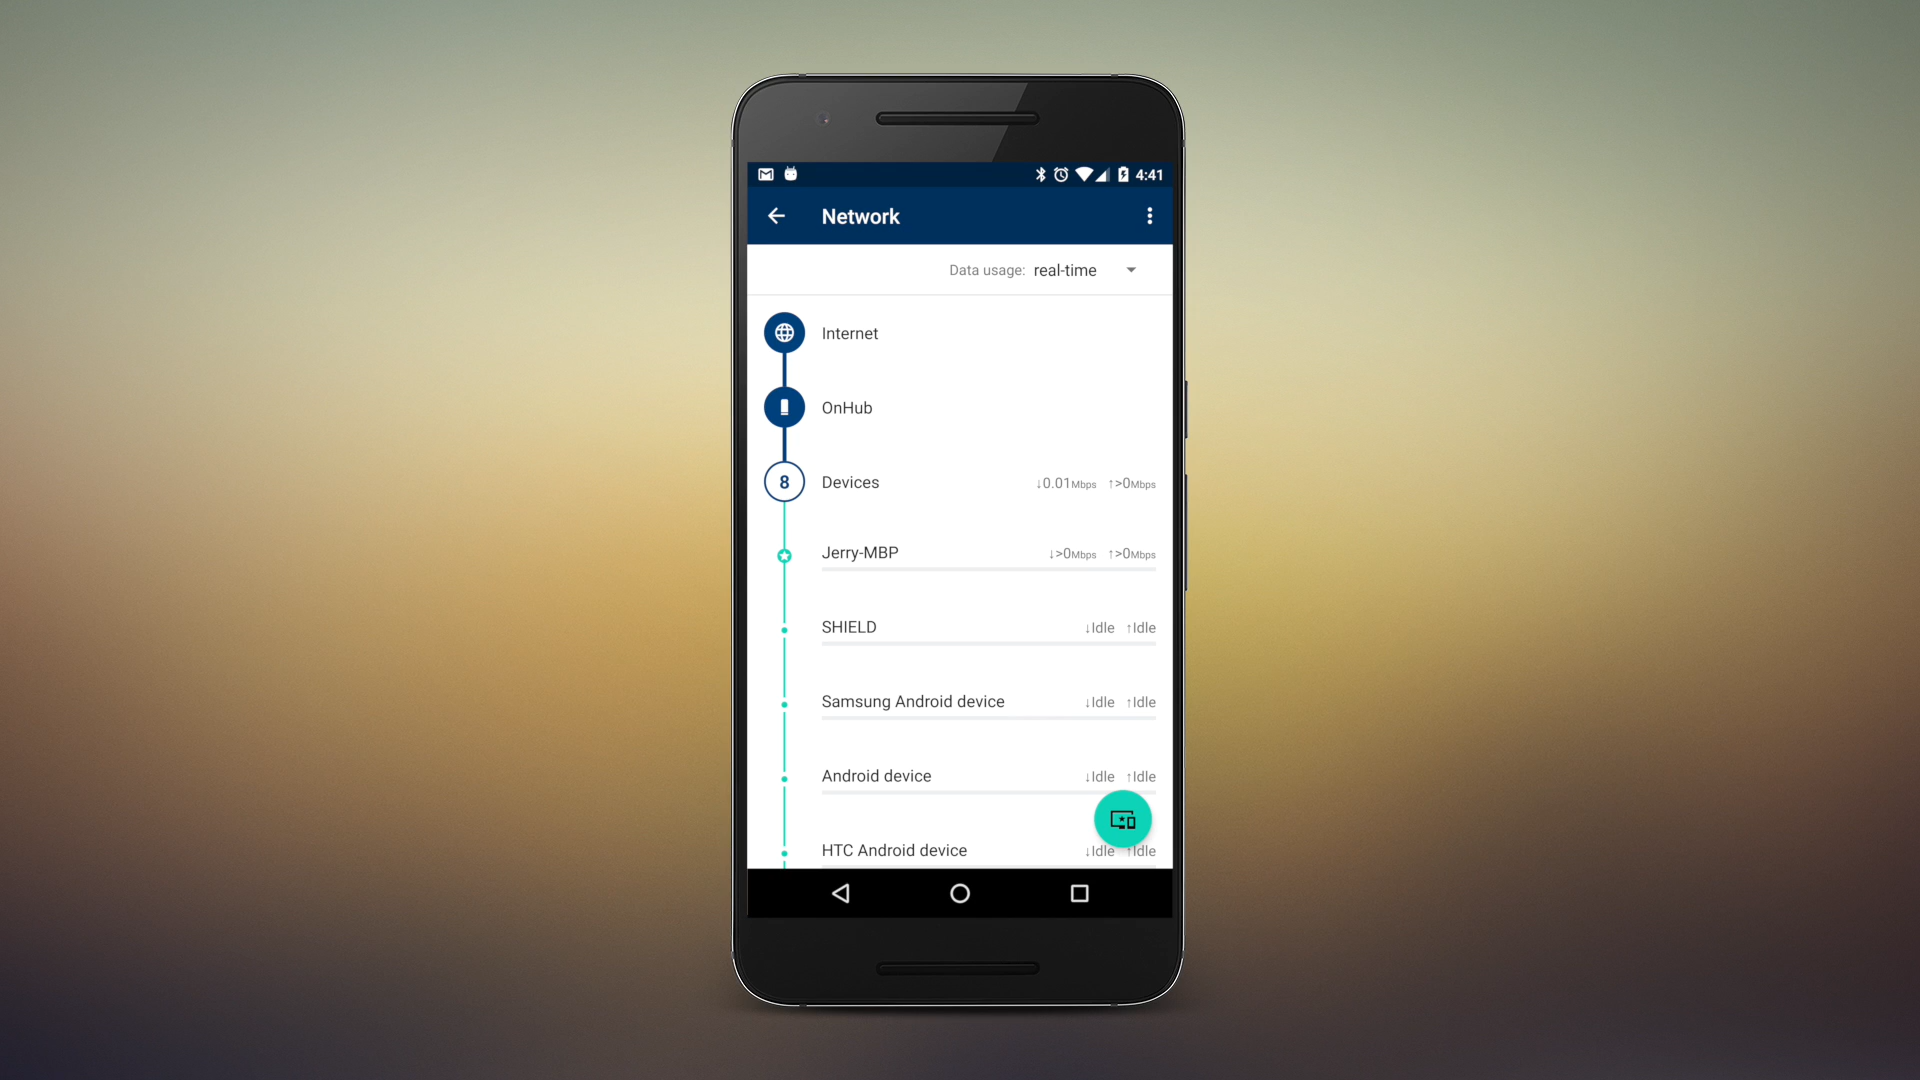 4:41
Network
Data usage: real-time
Internet
OnHub
8 Devices ↓0.01Mbps ↑>0Mbps
Jerry-MBP ↓>0Mbps ↑>0Mbps
SHIELD ↓Idle ↑Idle
Samsung Android device ↓Idle ↑Idle
Android device ↓Idle ↑Idle
HTC Android device ↓Idle ↑Idle